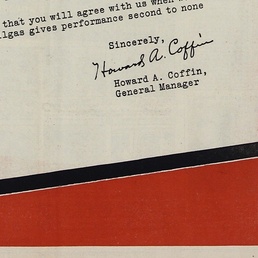 that you will agree with us when
lgas gives performance second to none
Sincerely,
Howard A. Coffin
Howard A. Coffin,
General Manager